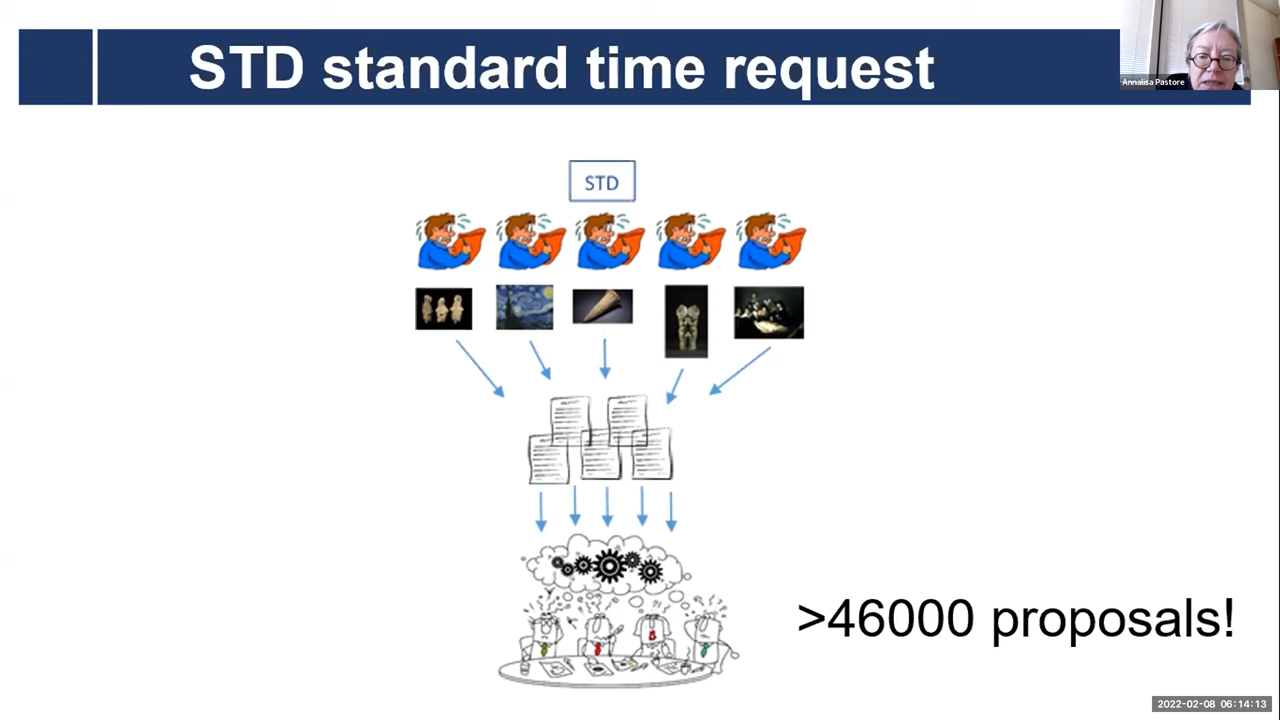 STD standard time request
Annalisa Pastore
STD
>46000 proposals!
2022-02-08 06:14:13